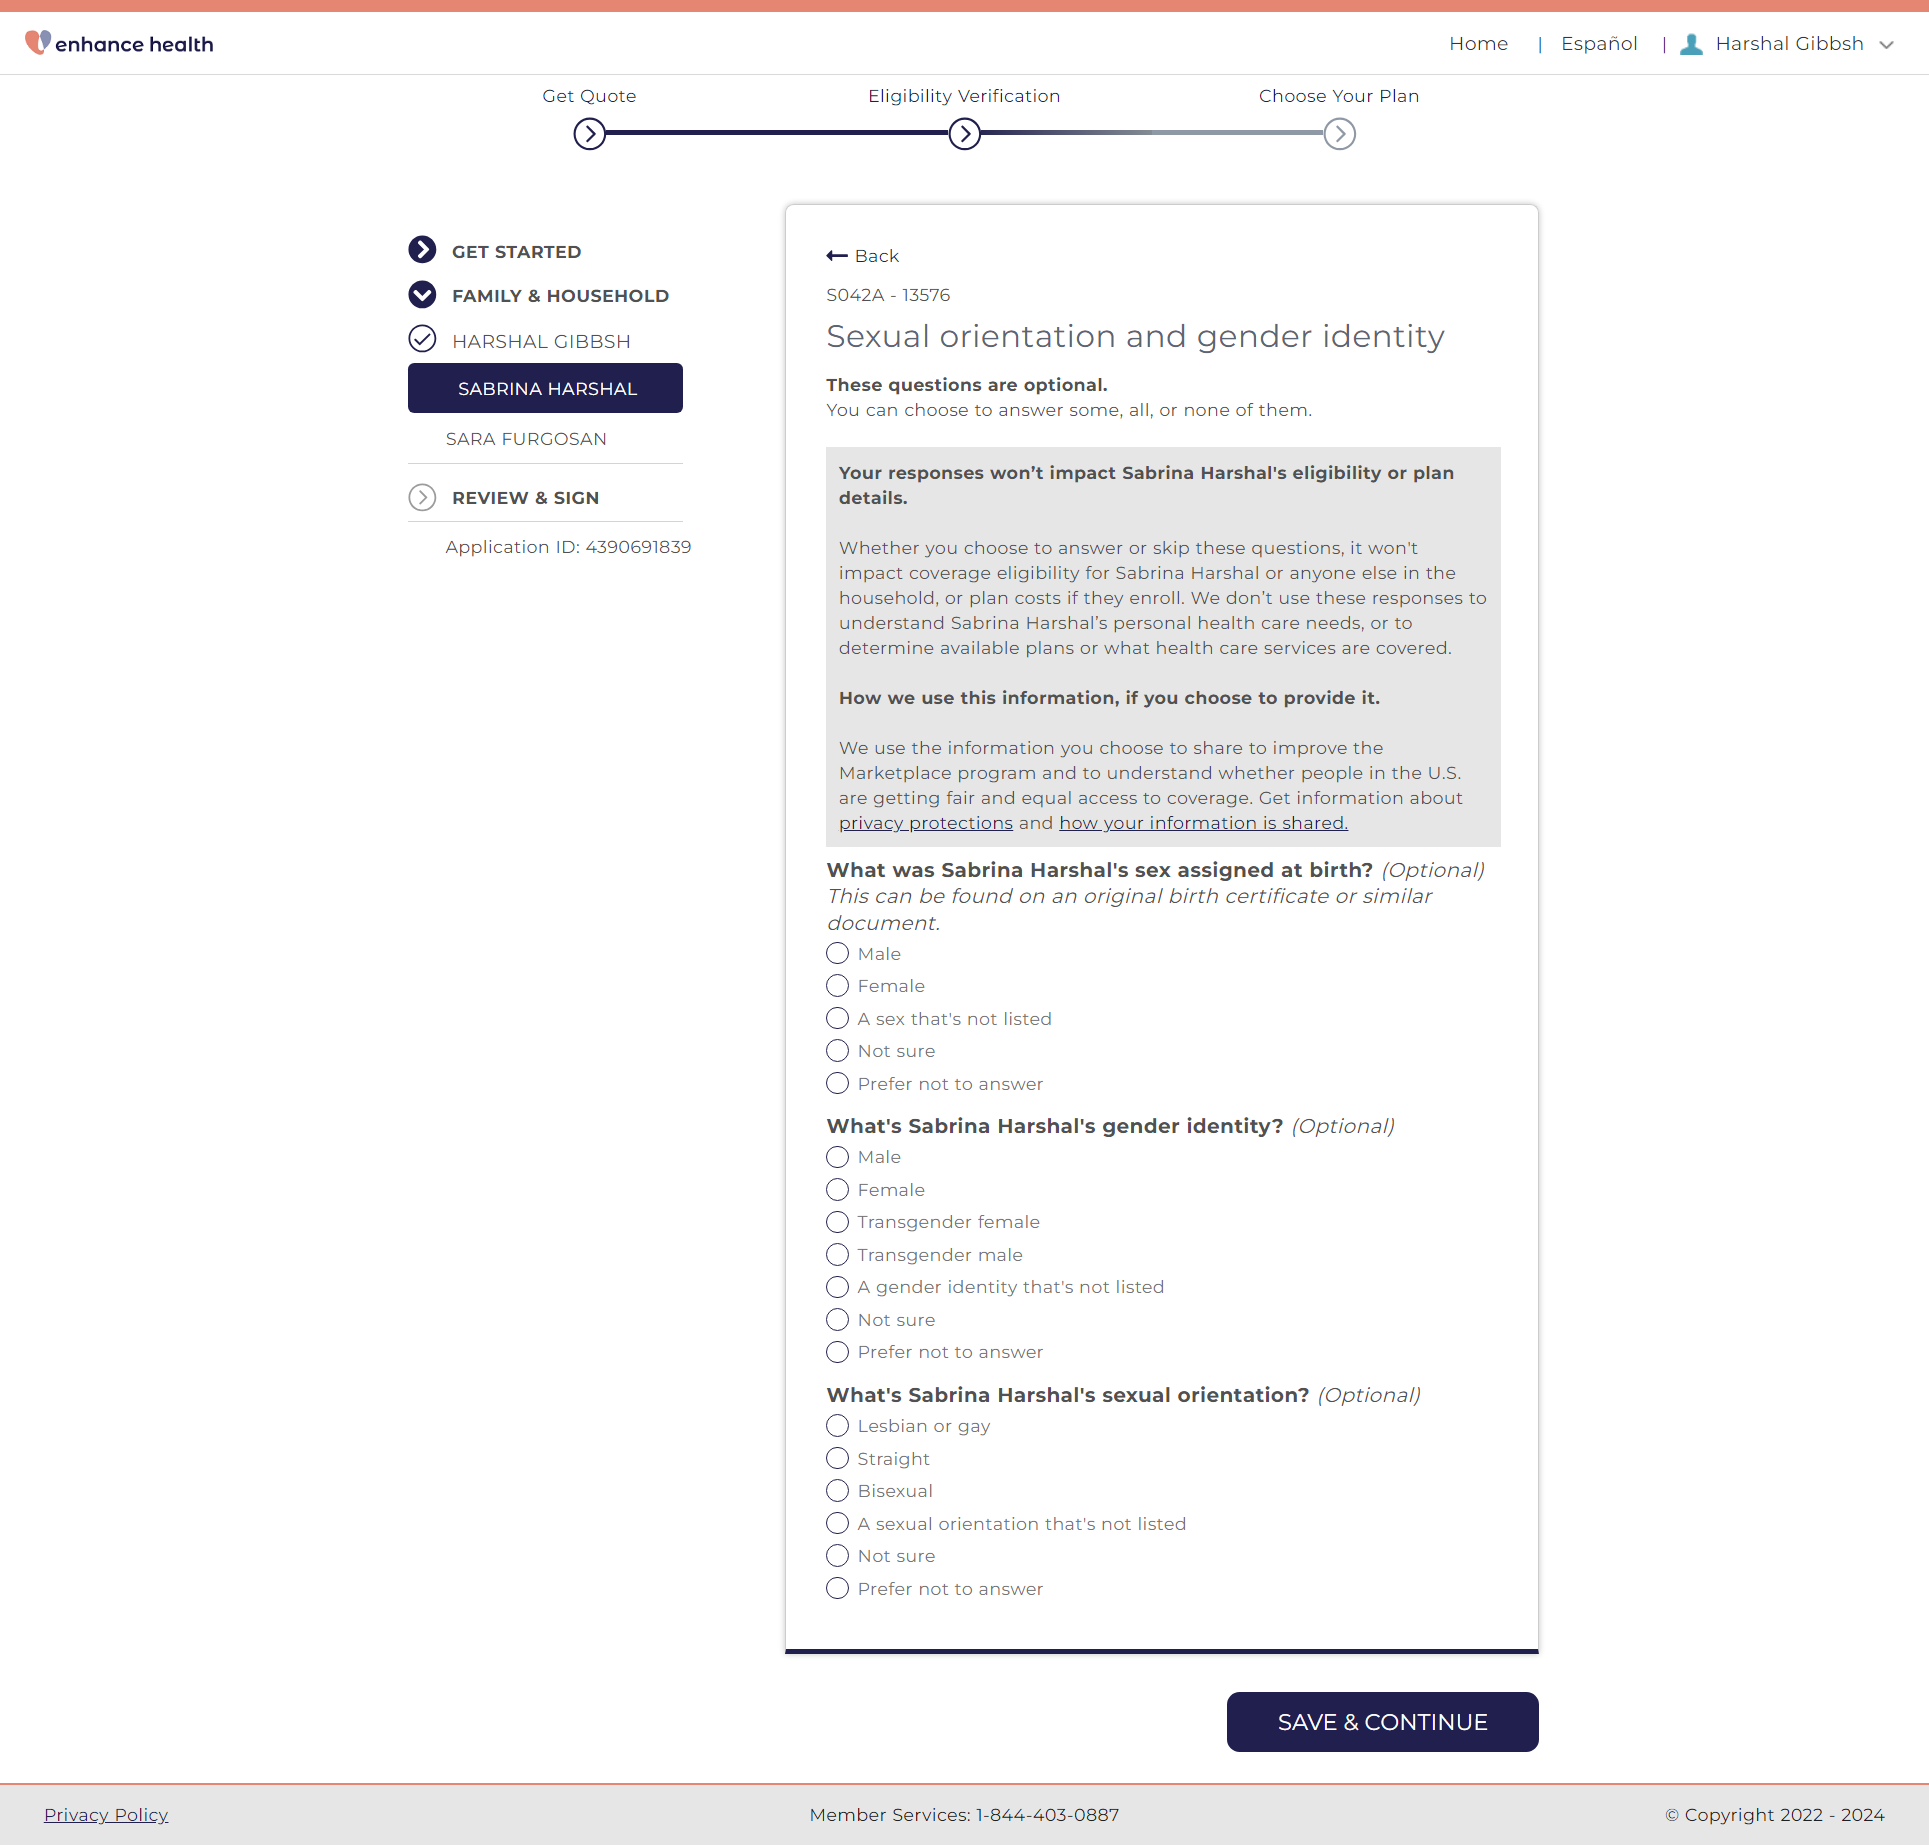 enhance health
Home | Español | Harshal Gibbsh
Get Quote
Eligibility Verification
Choose Your Plan
GET STARTED
FAMILY & HOUSEHOLD
HARSHAL GIBBSH
SABRINA HARSHAL
SARA FURGOSAN
REVIEW & SIGN
Application ID: 4390691839
Back
S042A - 13576
Sexual orientation and gender identity
These questions are optional.
You can choose to answer some, all, or none of them.
Your responses won’t impact Sabrina Harshal's eligibility or plan
details.
Whether you choose to answer or skip these questions, it won't
impact coverage eligibility for Sabrina Harshal or anyone else in the
household, or plan costs if they enroll. We don’t use these responses to
understand Sabrina Harshal’s personal health care needs, or to
determine available plans or what health care services are covered.
How we use this information, if you choose to provide it.
We use the information you choose to share to improve the
Marketplace program and to understand whether people in the U.S.
are getting fair and equal access to coverage. Get information about
privacy protections and how your information is shared.
What was Sabrina Harshal's sex assigned at birth? (Optional)
This can be found on an original birth certificate or similar
document.
Male
Female
A sex that's not listed
Not sure
Prefer not to answer
What's Sabrina Harshal's gender identity? (Optional)
Male
Female
Transgender female
Transgender male
A gender identity that's not listed
Not sure
Prefer not to answer
What's Sabrina Harshal's sexual orientation? (Optional)
Lesbian or gay
Straight
Bisexual
A sexual orientation that's not listed
Not sure
Prefer not to answer
SAVE & CONTINUE
Privacy Policy
Member Services: 1-844-403-0887
© Copyright 2022 - 2024